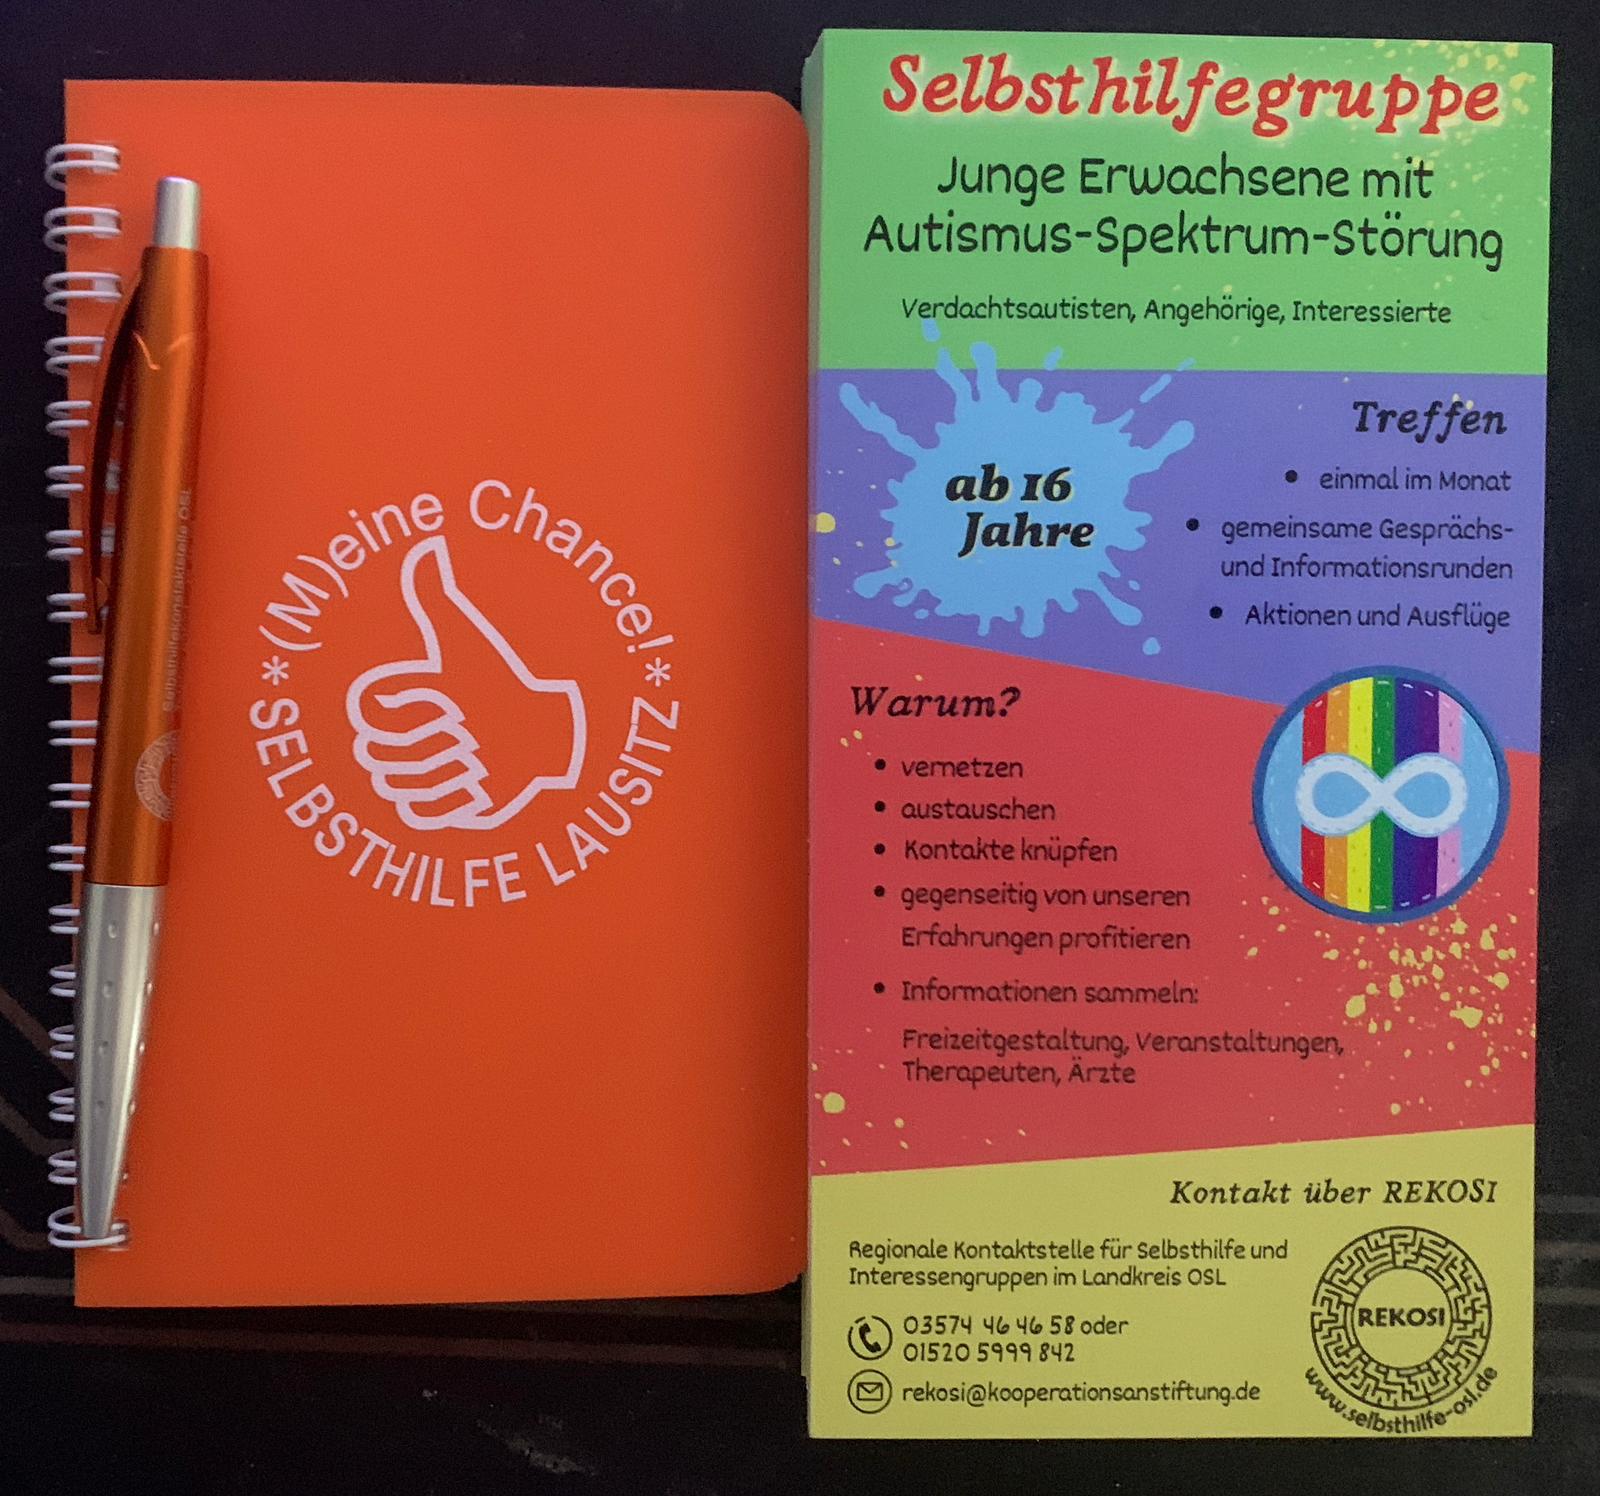 (M)eine Chance!
* SELBSTHILFE LAUSITZ *
Selbsthilfekontaktstelle OSL
Selbsthilfegruppe
Junge Erwachsene mit
Autismus-Spektrum-Störung
Verdachtsautisten, Angehörige, Interessierte
ab 16
Jahre
Treffen
• einmal im Monat
• gemeinsame Gesprächs-
und Informationsrunden
• Aktionen und Ausflüge
Warum?
• vernetzen
• austauschen
• Kontakte knüpfen
• gegenseitig von unseren
Erfahrungen profitieren
• Informationen sammeln:
Freizeitgestaltung, Veranstaltungen,
Therapeuten, Ärzte
Kontakt über REKOSI
Regionale Kontaktstelle für Selbsthilfe und
Interessengruppen im Landkreis OSL
03574 46 46 58 oder
01520 5999 842
rekosi@kooperationsanstiftung.de
REKOSI
www.selbsthilfe-osl.de